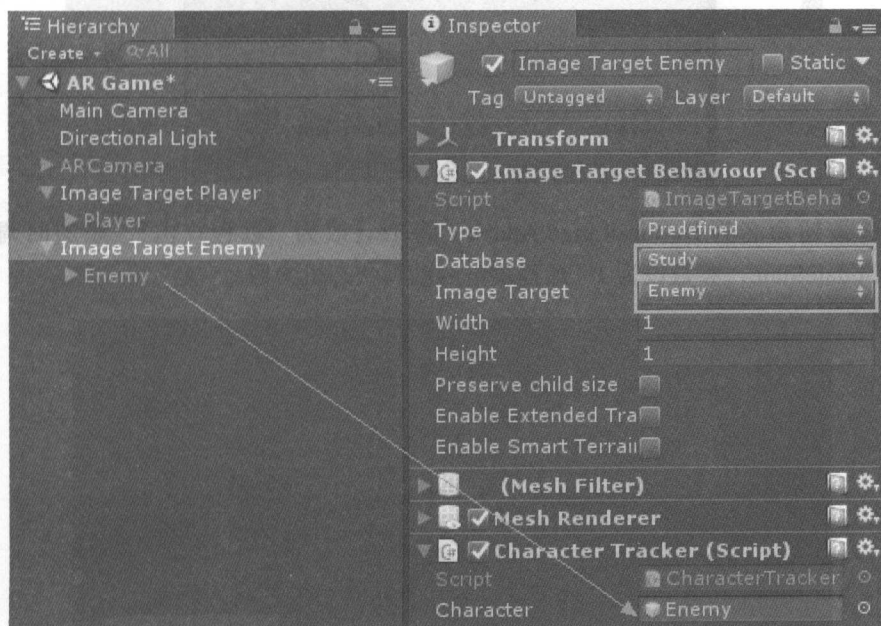 Hierarchy
Create
All
AR Game*
Main Camera
Directional Light
ARCamera
Image Target Player
Player
Image Target Enemy
Enemy
Inspector
Image Target Enemy Static
Tag Untagged Layer Default
Transform
Image Target Behaviour (Scr
Script ImageTargetBeha
Type Predefined
Database Study
Image Target Enemy
Width 1
Height 1
Preserve child size
Enable Extended Tra
Enable Smart Terrain
(Mesh Filter)
Mesh Renderer
Character Tracker (Script)
Script CharacterTracker
Character Enemy